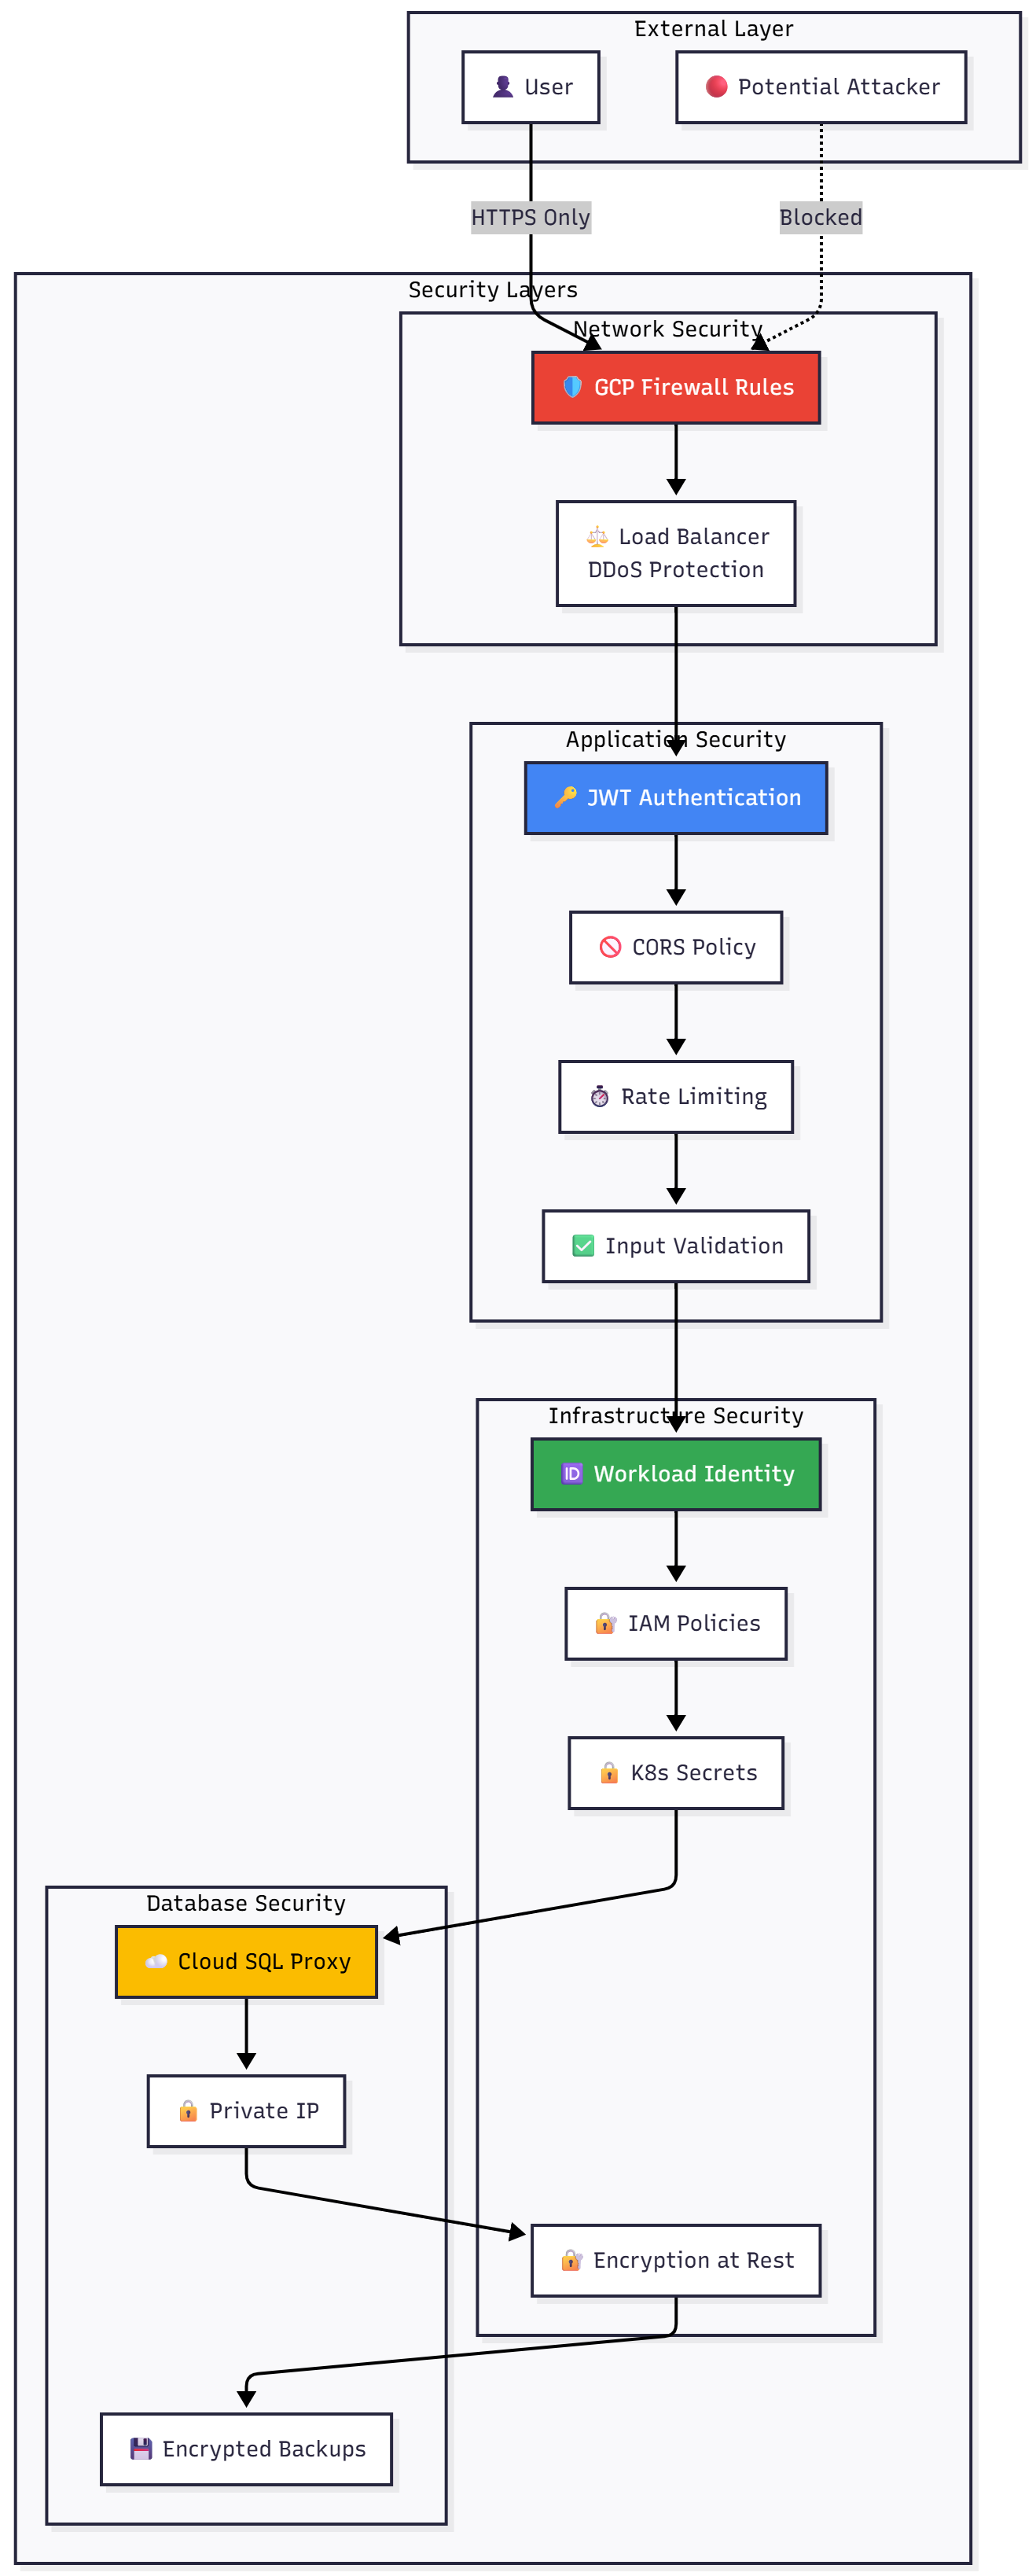 External Layer
User
Potential Attacker
HTTPS Only
Blocked
Security Layers
Network Security
GCP Firewall Rules
Load Balancer
DDoS Protection
Application Security
JWT Authentication
CORS Policy
Rate Limiting
Input Validation
Infrastructure Security
ID Workload Identity
IAM Policies
K8s Secrets
Database Security
Cloud SQL Proxy
Private IP
Encryption at Rest
Encrypted Backups